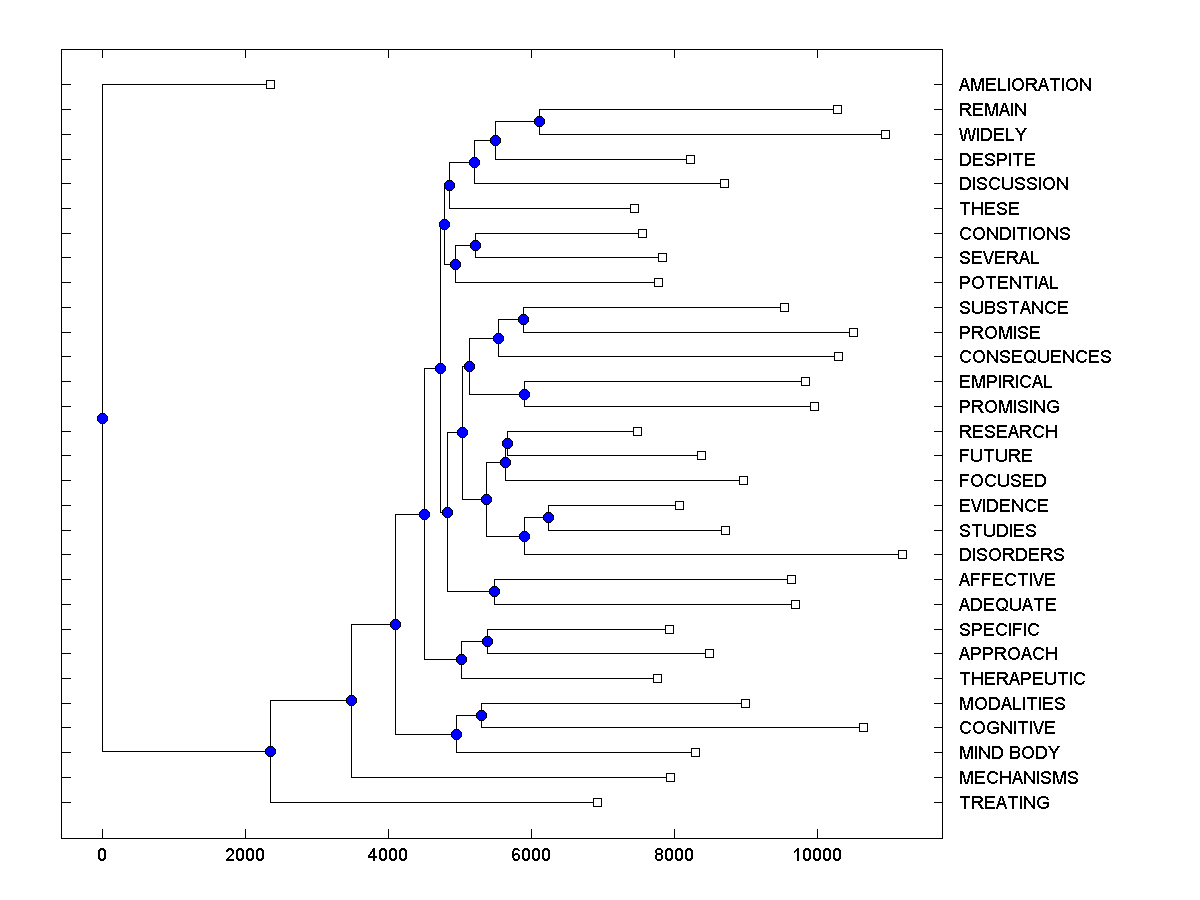 AMELIORATION
REMAIN
WIDELY
DESPITE
DISCUSSION
THESE
CONDITIONS
SEVERAL
POTENTIAL
SUBSTANCE
PROMISE
CONSEQUENCES
EMPIRICAL
PROMISING
RESEARCH
FUTURE
FOCUSED
EVIDENCE
STUDIES
DISORDERS
AFFECTIVE
ADEQUATE
SPECIFIC
APPROACH
THERAPEUTIC
MODALITIES
COGNITIVE
MIND BODY
MECHANISMS
TREATING
0 2000 4000 6000 8000 10000